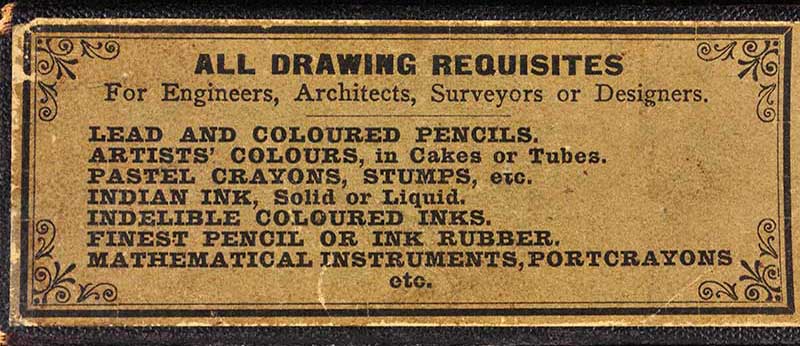 ALL DRAWING REQUISITES
For Engineers, Architects, Surveyors or Designers.
LEAD AND COLOURED PENCILS.
ARTISTS' COLOURS, in Cakes or Tubes.
PASTEL CRAYONS, STUMPS, etc.
INDIAN INK, Solid or Liquid.
INDELIBLE COLOURED INKS.
FINEST PENCIL OR INK RUBBER.
MATHEMATICAL INSTRUMENTS, PORTCRAYONS
etc.